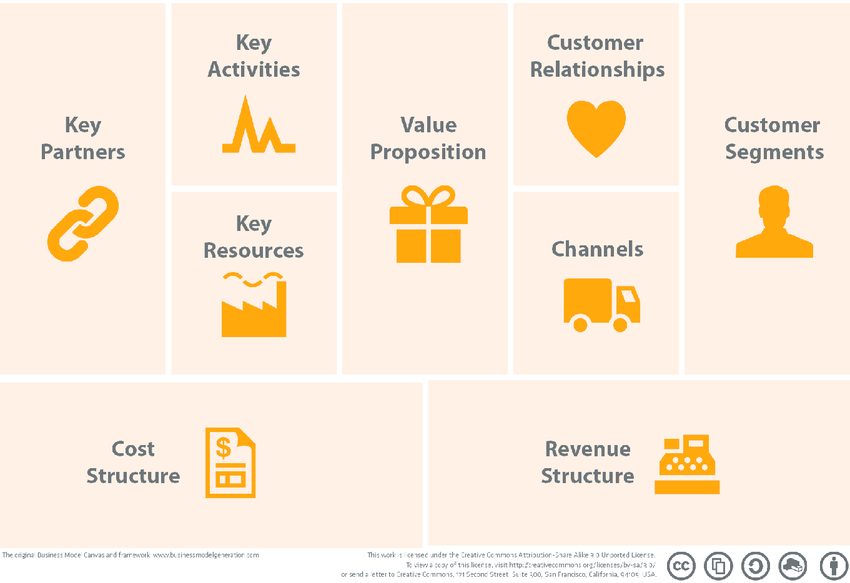 Key
Partners
Key
Activities
Key
Resources
Value
Proposition
Customer
Relationships
Channels
Customer
Segments
Cost
Structure
Revenue
Structure
The original Business Model Canvas and framework: www.businessmodelgeneration.com
This work is licensed under the Creative Commons Attribution-Share Alike 3.0 Unported License.
To view a copy of this license, visit http://creativecommons.org/licenses/by-sa/3.0/
or send a letter to Creative Commons, 171 Second Street, Suite 300, San Francisco, California, 94105, USA.
cc